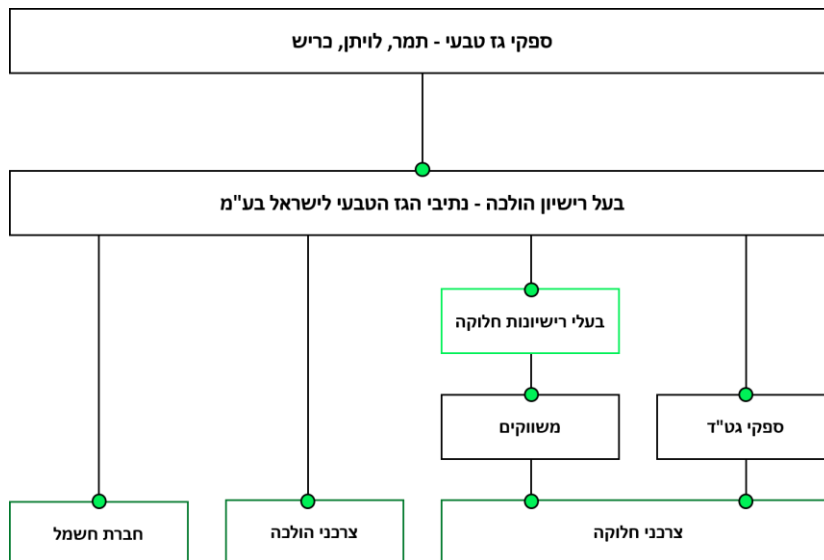 ספקי גז טבעי - תמר, לויתן, כריש
בעל רישיון הולכה - נתיבי הגז הטבעי לישראל בע"מ
בעלי רישיונות חלוקה
ספקי גט"ד
משווקים
צרכני חלוקה
צרכני הולכה
חברת חשמל